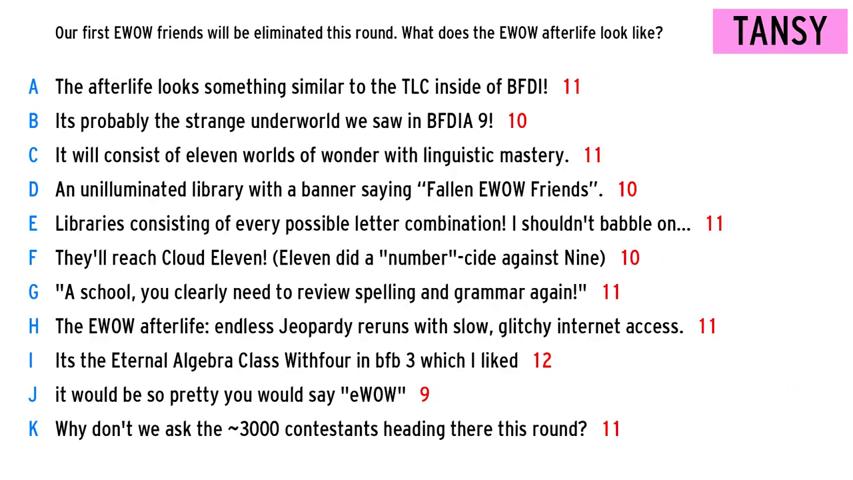 Our first EWOW friends will be eliminated this round. What does the EWOW afterlife look like?
TANSY
A The afterlife looks something similar to the TLC inside of BFDI! 11
B Its probably the strange underworld we saw in BFDIA 9! 10
C It will consist of eleven worlds of wonder with linguistic mastery. 11
D An unilluminated library with a banner saying “Fallen EWOW Friends”. 10
E Libraries consisting of every possible letter combination! I shouldn't babble on... 11
F They'll reach Cloud Eleven! (Eleven did a "number"-cide against Nine) 10
G "A school, you clearly need to review spelling and grammar again!" 11
H The EWOW afterlife: endless Jeopardy reruns with slow, glitchy internet access. 11
I Its the Eternal Algebra Class Withfour in bfb 3 which I liked 12
J it would be so pretty you would say "eWOW" 9
K Why don't we ask the ~3000 contestants heading there this round? 11